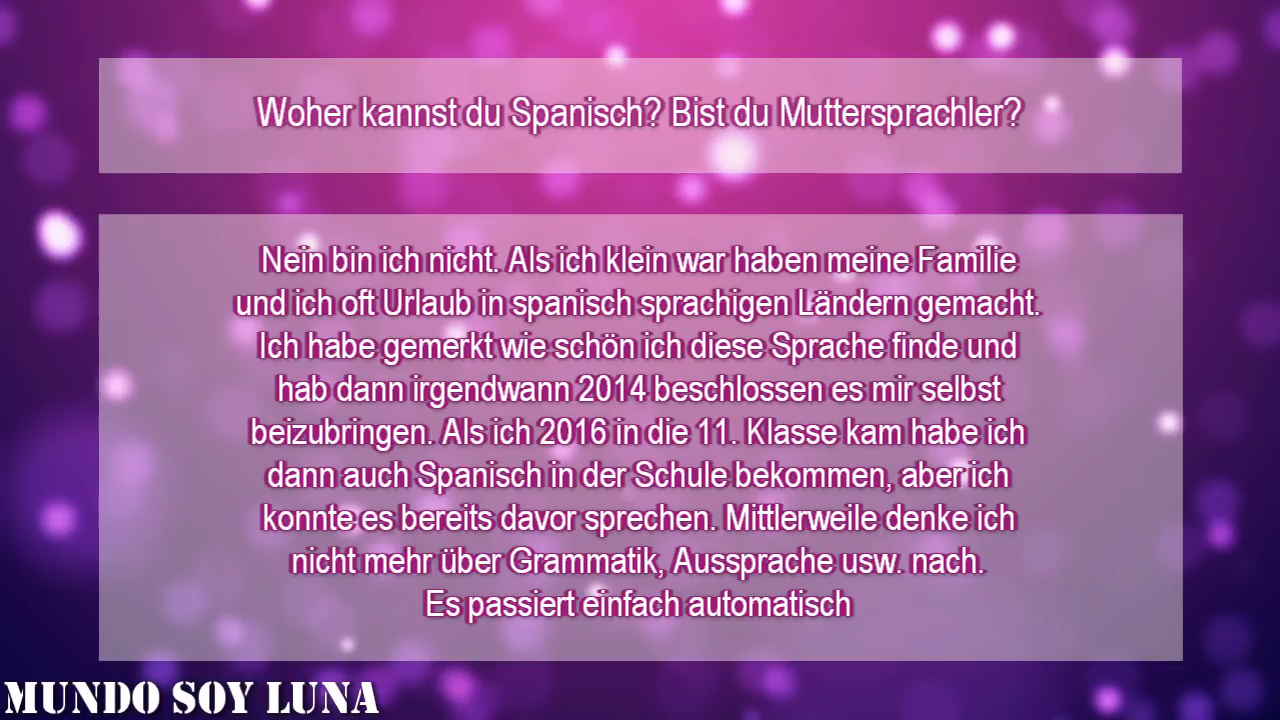 Woher kannst du Spanisch? Bist du Muttersprachler?
Nein bin ich nicht. Als ich klein war haben meine Familie
und ich oft Urlaub in spanisch sprachigen Ländern gemacht.
Ich habe gemerkt wie schön ich diese Sprache finde und
hab dann irgendwann 2014 beschlossen es mir selbst
beizubringen. Als ich 2016 in die 11. Klasse kam habe ich
dann auch Spanisch in der Schule bekommen, aber ich
konnte es bereits davor sprechen. Mittlerweile denke ich
nicht mehr über Grammatik, Aussprache usw. nach.
Es passiert einfach automatisch
MUNDO SOY LUNA